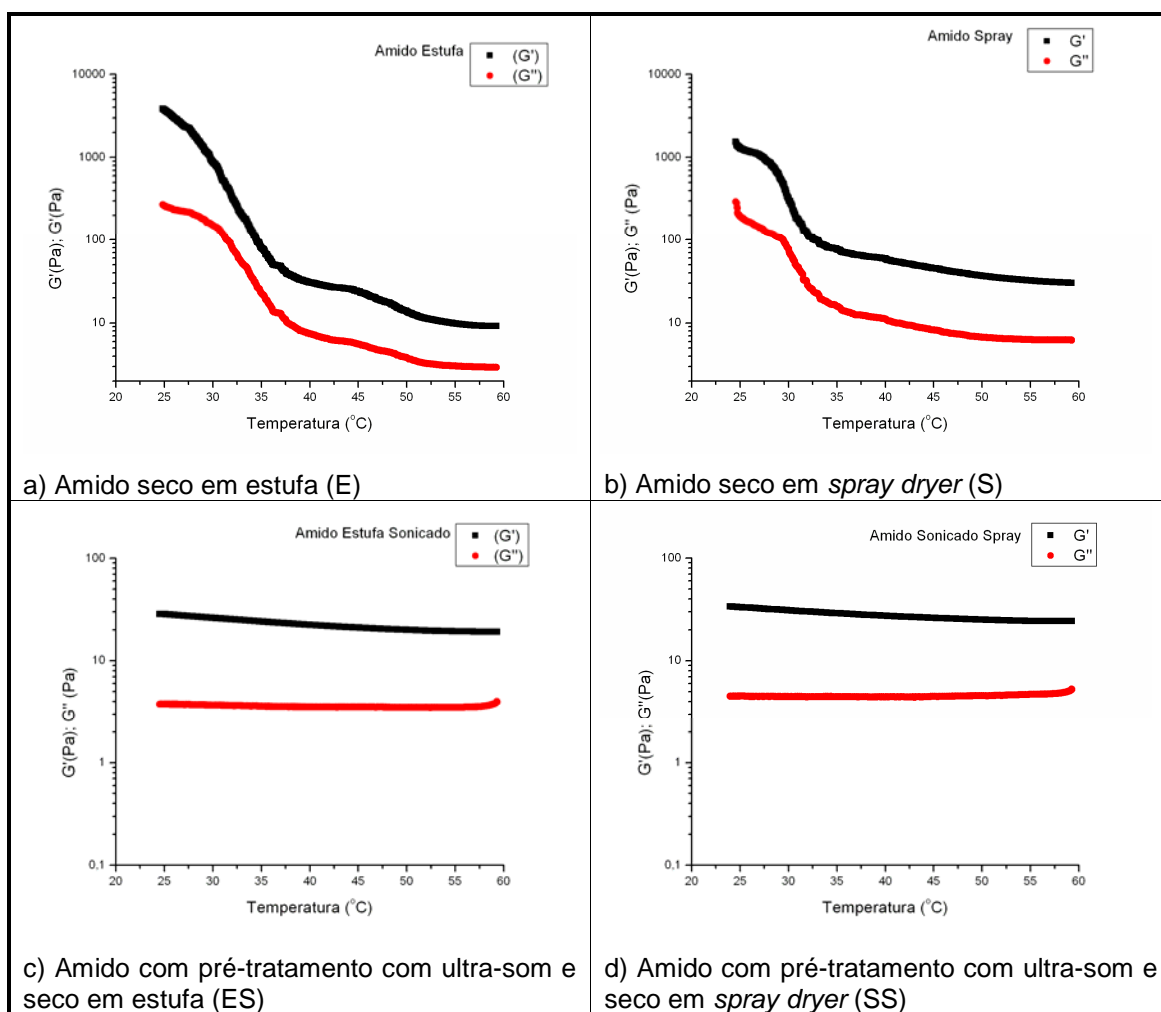 Amido Estufa
(G')
(G'')
10000
1000
100
10
G'(Pa); G'(Pa)
20 25 30 35 40 45 50 55 60
Temperatura (°C)
a) Amido seco em estufa (E)
Amido Spray
G'
G''
10000
1000
100
10
G'(Pa); G'' (Pa)
20 25 30 35 40 45 50 55 60
Temperatura (°C)
b) Amido seco em spray dryer (S)
Amido Estufa Sonicado
(G')
(G'')
100
10
1
0,1
G'(Pa); G'' (Pa)
20 25 30 35 40 45 50 55 60
Temperatura (°C)
c) Amido com pré-tratamento com ultra-som e
seco em estufa (ES)
Amido Sonicado Spray
G'
G''
100
10
1
0,1
G'(Pa); G''(Pa)
20 25 30 35 40 45 50 55 60
Temperatura (°C)
d) Amido com pré-tratamento com ultra-som e
seco em spray dryer (SS)